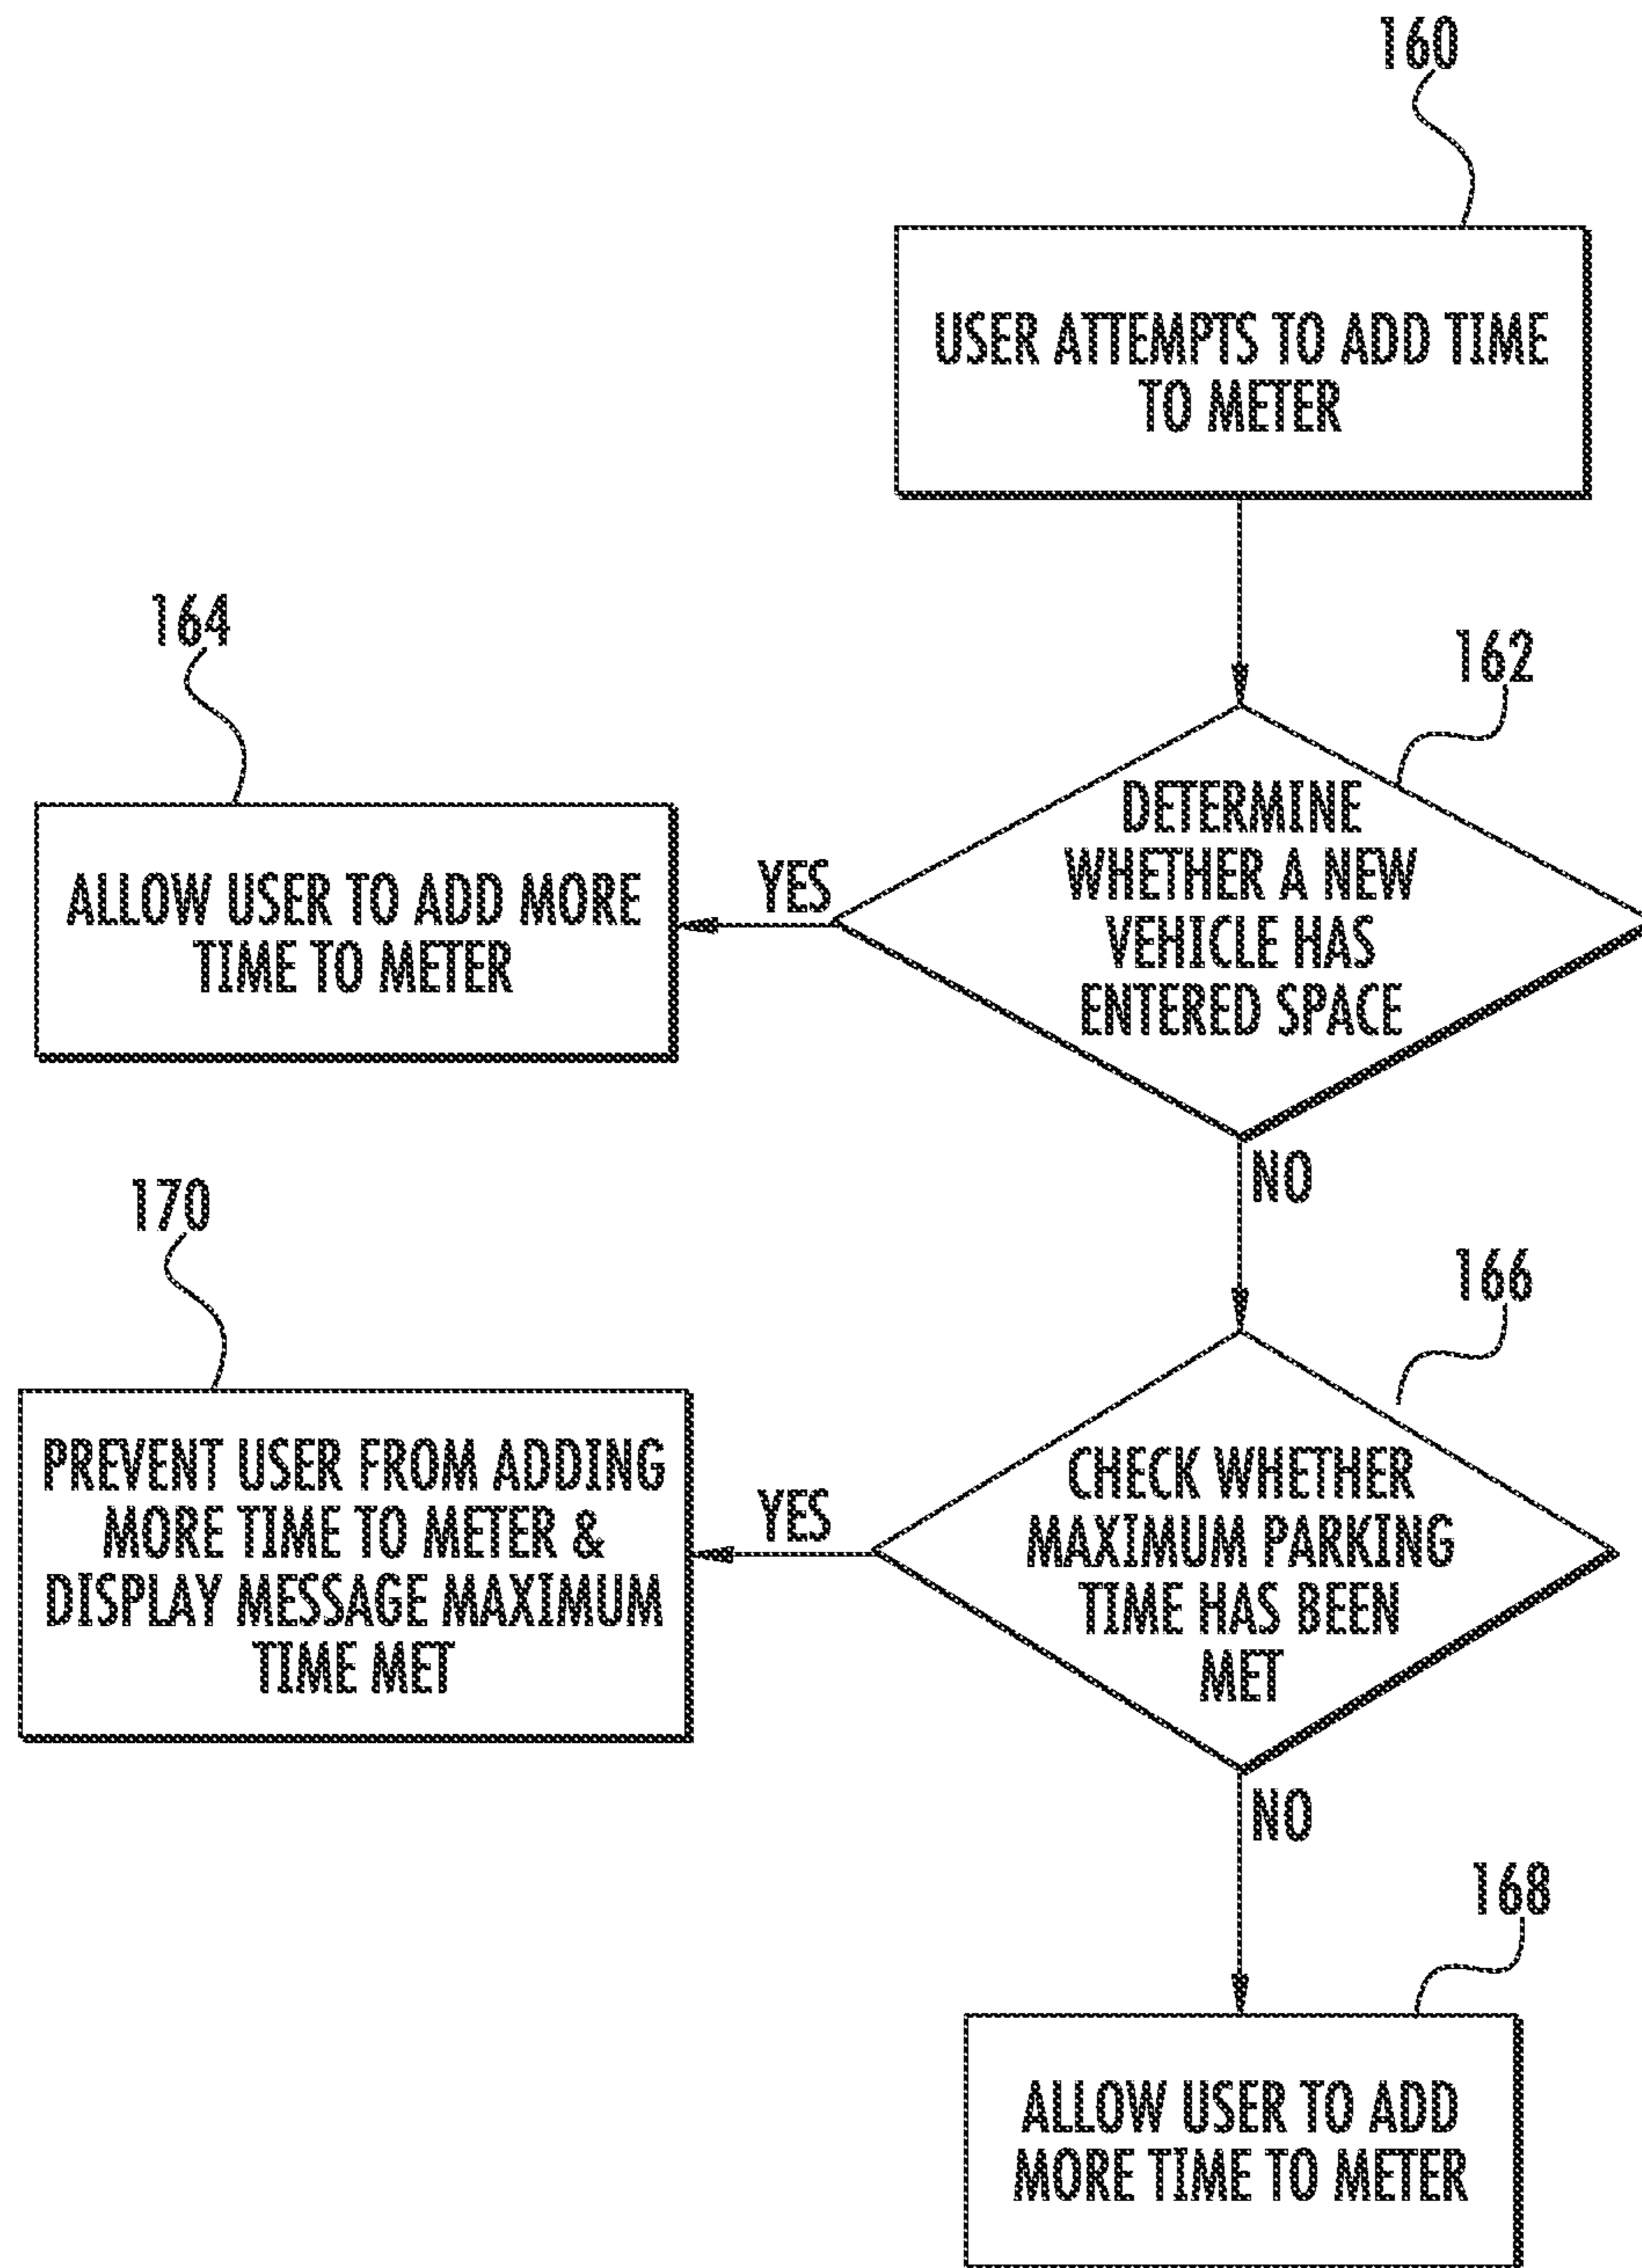 160
USER ATTEMPTS TO ADD TIME
TO METER
162
DETERMINE
WHETHER A NEW
VEHICLE HAS
ENTERED SPACE
YES
164
ALLOW USER TO ADD MORE
TIME TO METER
NO
166
CHECK WHETHER
MAXIMUM PARKING
TIME HAS BEEN
MET
YES
170
PREVENT USER FROM ADDING
MORE TIME TO METER &
DISPLAY MESSAGE MAXIMUM
TIME MET
NO
168
ALLOW USER TO ADD
MORE TIME TO METER